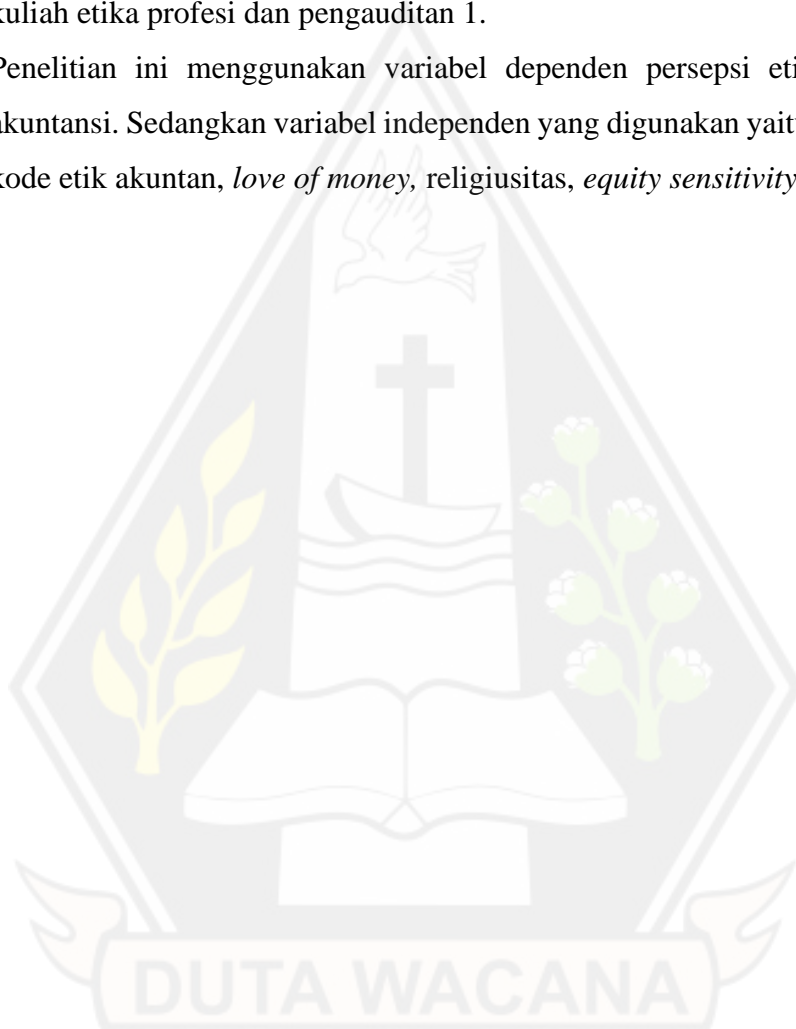 kuliah etika profesi dan pengauditan 1.
Penelitian ini menggunakan variabel dependen persepsi eti
akuntansi. Sedangkan variabel independen yang digunakan yait
kode etik akuntan, love of money, religiusitas, equity sensitivity
DUTA WACANA